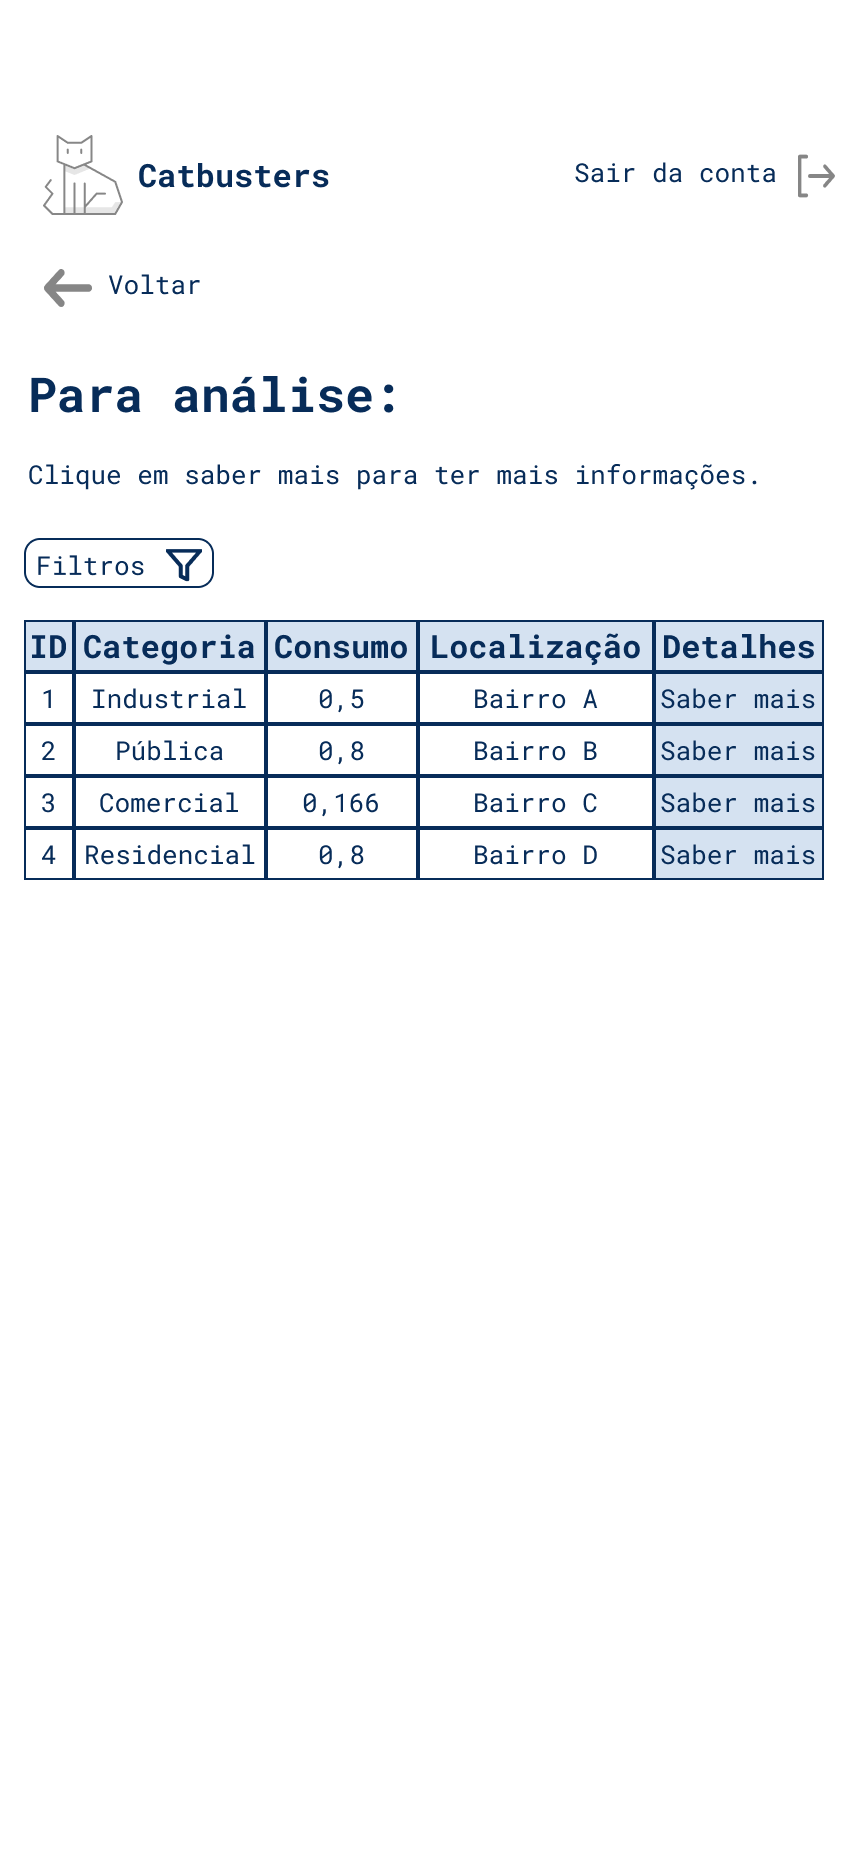 Catbusters Sair da conta
Voltar
Para análise:
Clique em saber mais para ter mais informações.
Filtros
ID Categoria Consumo Localização Detalhes
1 Industrial 0,5 Bairro A Saber mais
2 Pública 0,8 Bairro B Saber mais
3 Comercial 0,166 Bairro C Saber mais
4 Residencial 0,8 Bairro D Saber mais